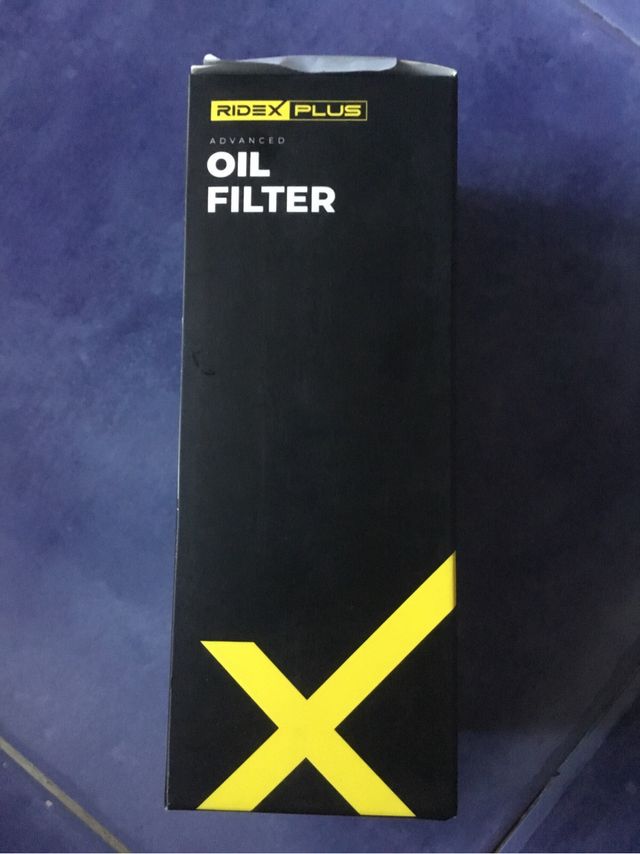 RIDEX PLUS
ADVANCED
OIL
FILTER